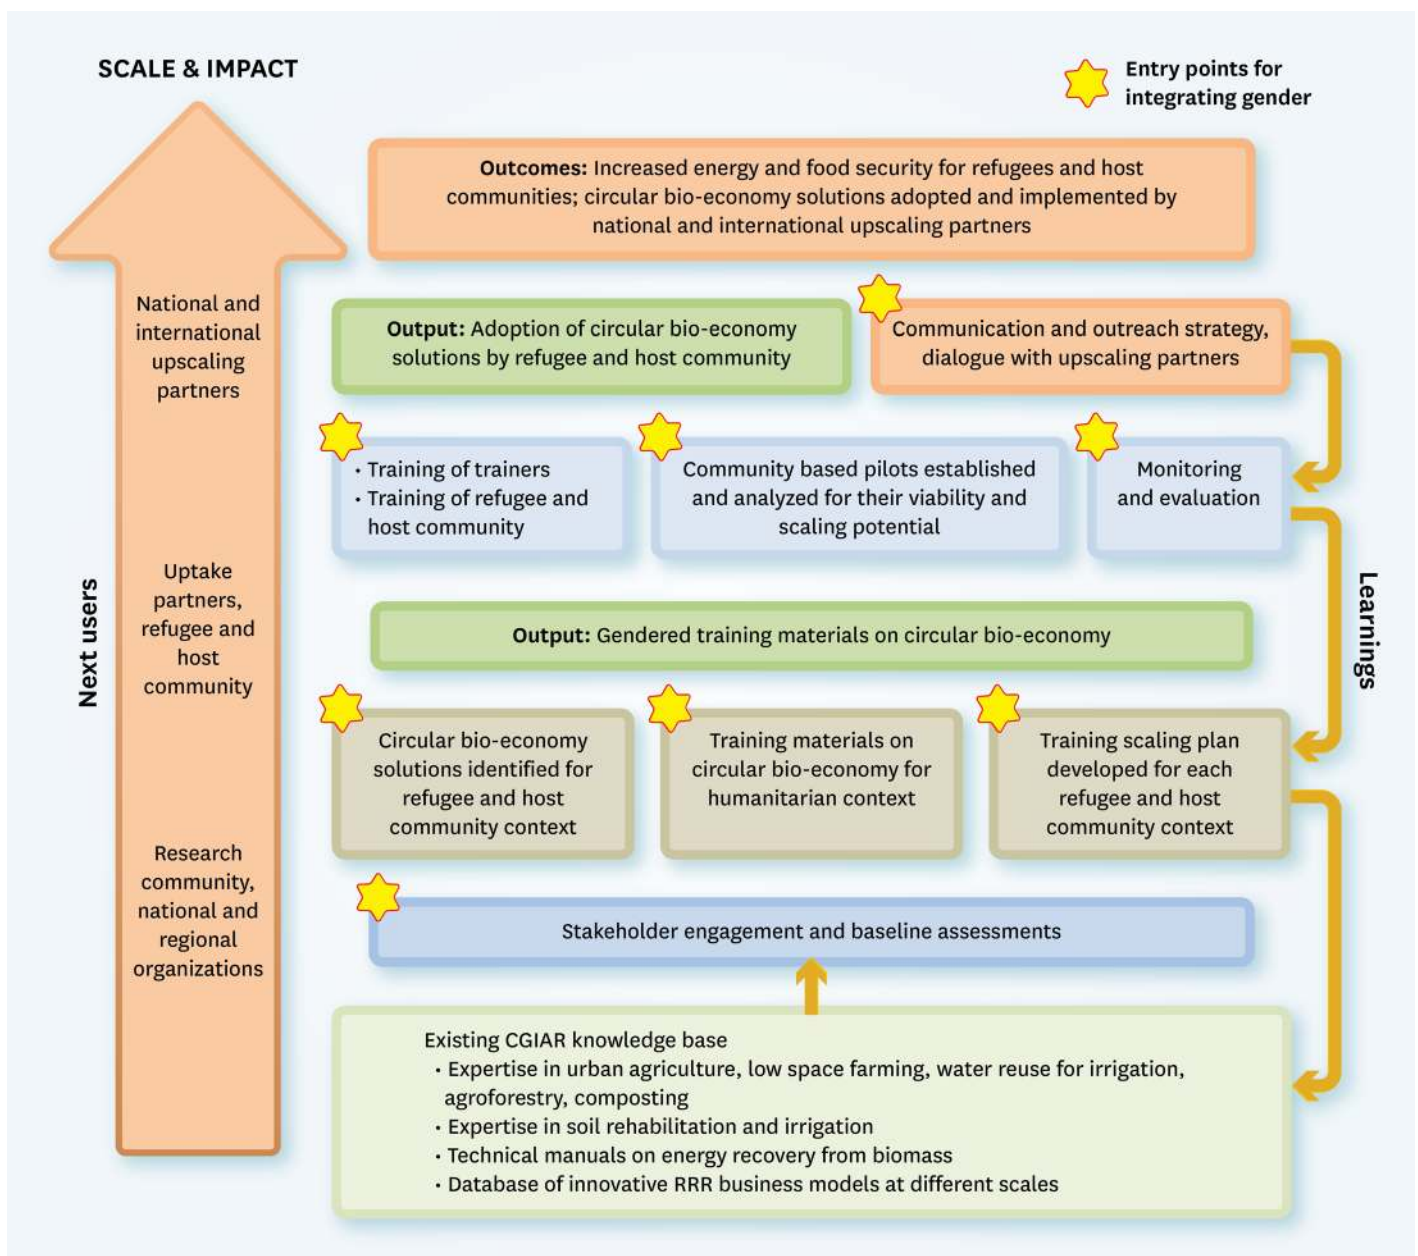 SCALE & IMPACT
Entry points for
integrating gender
Outcomes: Increased energy and food security for refugees and host
communities; circular bio-economy solutions adopted and implemented by
national and international upscaling partners
National and
international
upscaling
partners
Output: Adoption of circular bio-economy
solutions by refugee and host community
Communication and outreach strategy,
dialogue with upscaling partners
• Training of trainers
• Training of refugee and
host community
Community based pilots established
and analyzed for their viability and
scaling potential
Monitoring
and evaluation
Next users
Uptake
partners,
refugee and
host
community
Learnings
Output: Gendered training materials on circular bio-economy
Circular bio-economy
solutions identified for
refugee and host
community context
Training materials on
circular bio-economy for
humanitarian context
Training scaling plan
developed for each
refugee and host
community context
Research
community,
national and
regional
organizations
Stakeholder engagement and baseline assessments
Existing CGIAR knowledge base
• Expertise in urban agriculture, low space farming, water reuse for irrigation,
agroforestry, composting
• Expertise in soil rehabilitation and irrigation
• Technical manuals on energy recovery from biomass
• Database of innovative RRR business models at different scales